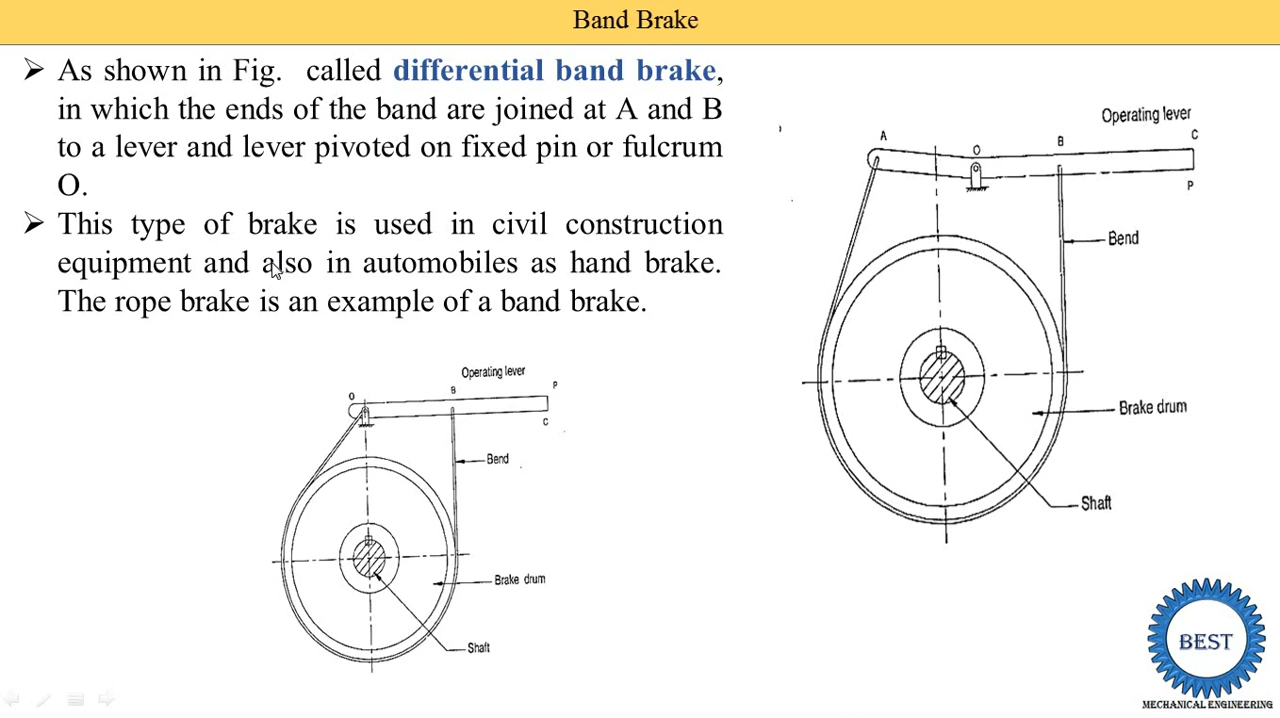 Band Brake
➢ As shown in Fig. called differential band brake,
in which the ends of the band are joined at A and B
to a lever and lever pivoted on fixed pin or fulcrum
O.
➢ This type of brake is used in civil construction
equipment and also in automobiles as hand brake.
The rope brake is an example of a band brake.
Operating lever
A
O
B
C
P
Bend
Brake drum
Shaft
Operating lever
O
B
P
C
Bend
Brake drum
Shaft
BEST
MECHANICAL ENGINEERING